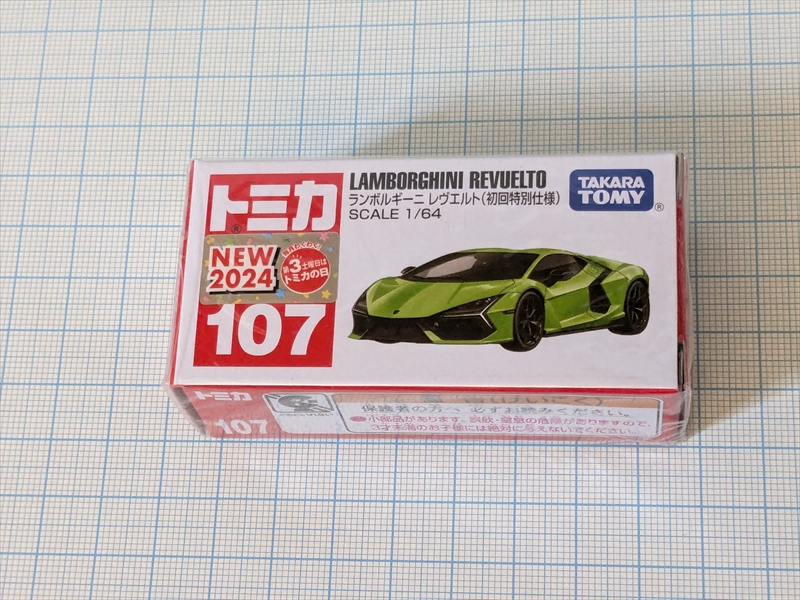 トミカ
®
NEW
2024
第3土曜日は
トミカの日
107
LAMBORGHINI REVUELTO
ランボルギーニ レヴエルト(初回特別仕様)
SCALE 1/64
TAKARA
TOMY
®
トミカ
107
保護者の方へ 必ずお読みください。
小部品があります。誤飲・窒息の危険がありますので、
3才未満のお子様には絶対に与えないでください。